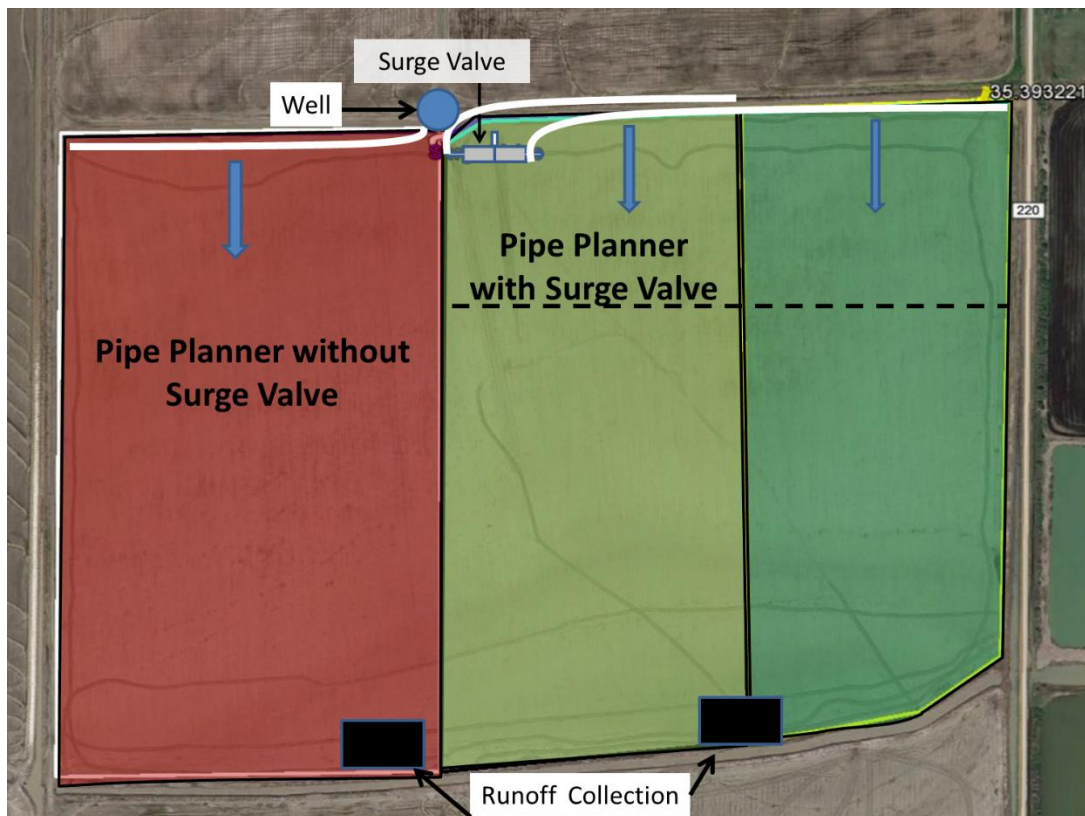 Surge Valve
Well
35.393221
220
Pipe Planner
with Surge Valve
Pipe Planner without
Surge Valve
Runoff Collection